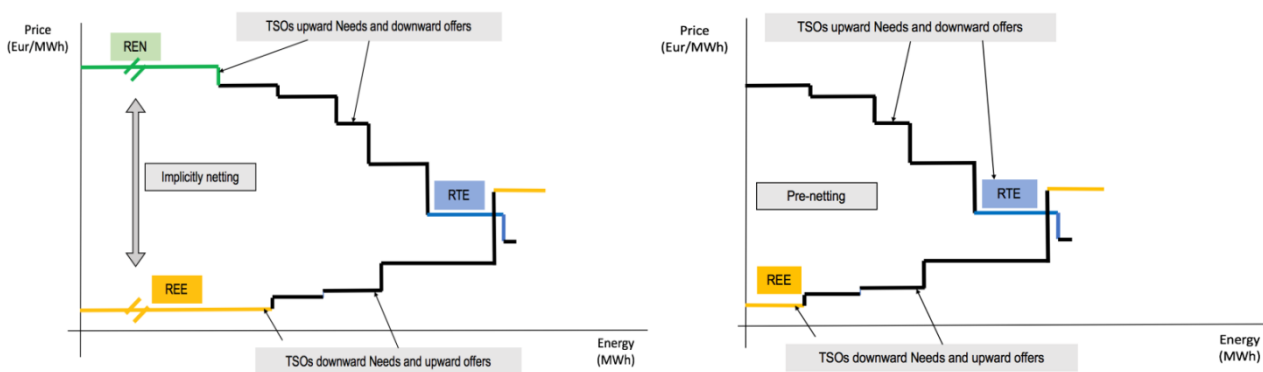 Price
(Eur/MWh)
REN
TSOs upward Needs and downward offers
Implicitly netting
RTE
REE
TSOs downward Needs and upward offers
Energy
(MWh)
Price
(Eur/MWh)
TSOs upward Needs and downward offers
Pre-netting
RTE
REE
TSOs downward Needs and upward offers
Energy
(MWh)